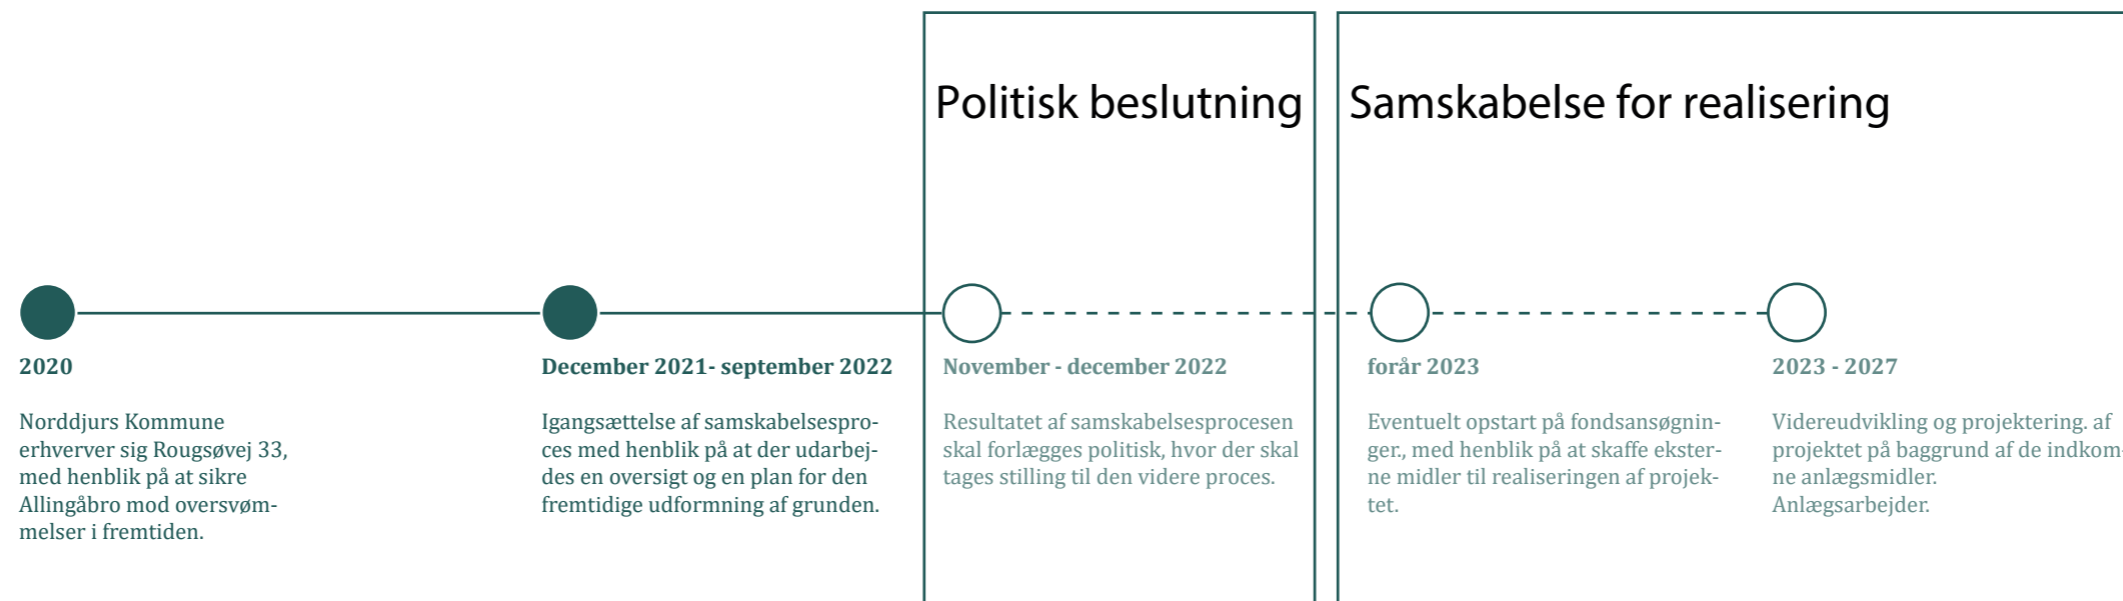 Politisk beslutning
Samskabelse for realisering
2020
Norddjurs Kommune
erhverver sig Rougsøvej 33,
med henblik på at sikre
Allingåbro mod oversvøm-
melser i fremtiden.
December 2021- september 2022
Igangsættelse af samskabelsespro-
ces med henblik på at der udarbej-
des en oversigt og en plan for den
fremtidige udformning af grunden.
November - december 2022
Resultatet af samskabelsesprocesen
skal forlægges politisk, hvor der skal
tages stilling til den videre proces.
forår 2023
Eventuelt opstart på fondsansøgnin-
ger., med henblik på at skaffe ekster-
ne midler til realiseringen af projek-
tet.
2023 - 2027
Videreudvikling og projektering. af
projektet på baggrund af de indkom-
ne anlægsmidler.
Anlægsarbejder.